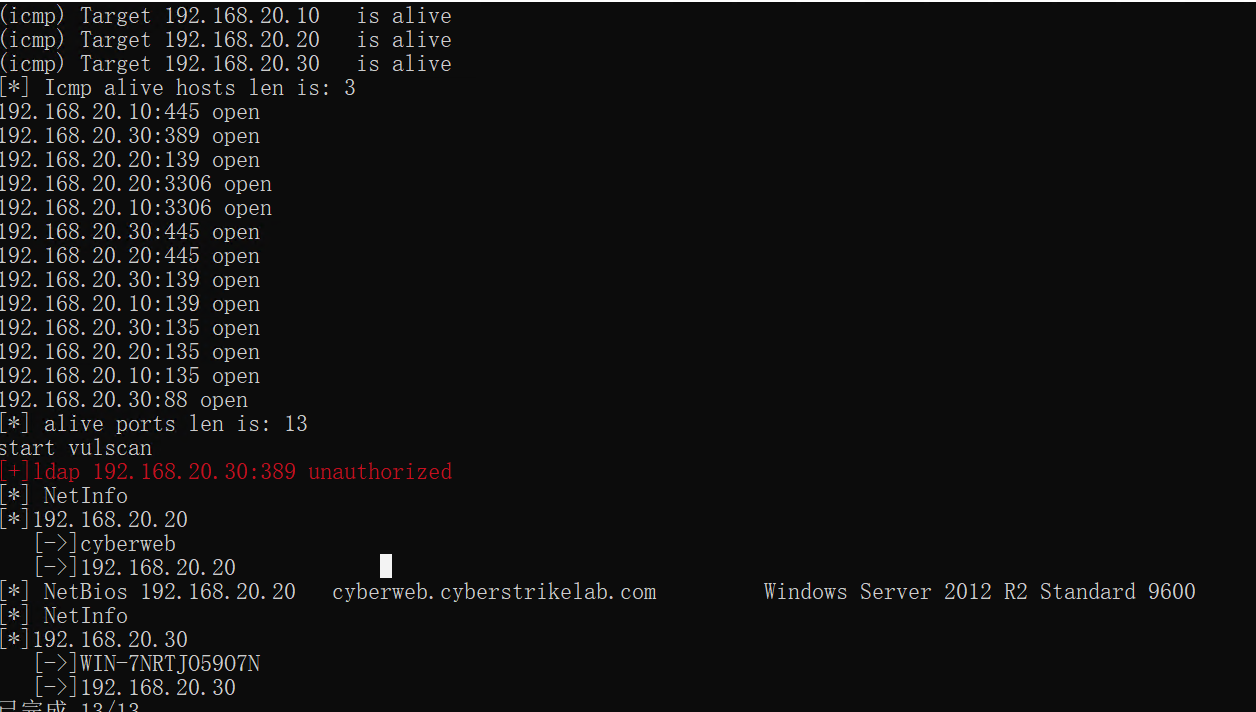 (icmp) Target 192.168.20.10   is alive
(icmp) Target 192.168.20.20   is alive
(icmp) Target 192.168.20.30   is alive
[*] Icmp alive hosts len is: 3
192.168.20.10:445 open
192.168.20.30:389 open
192.168.20.20:139 open
192.168.20.20:3306 open
192.168.20.10:3306 open
192.168.20.30:445 open
192.168.20.20:445 open
192.168.20.30:139 open
192.168.20.10:139 open
192.168.20.30:135 open
192.168.20.20:135 open
192.168.20.10:135 open
192.168.20.30:88 open
[*] alive ports len is: 13
start vulscan
[+]ldap 192.168.20.30:389 unauthorized
[*] NetInfo
[*]192.168.20.20
   [->]cyberweb
   [->]192.168.20.20
[*] NetBios 192.168.20.20   cyberweb.cyberstrikelab.com         Windows Server 2012 R2 Standard 9600
[*] NetInfo
[*]192.168.20.30
   [->]WIN-7NRTJO5907N
   [->]192.168.20.30
已完成 13/13